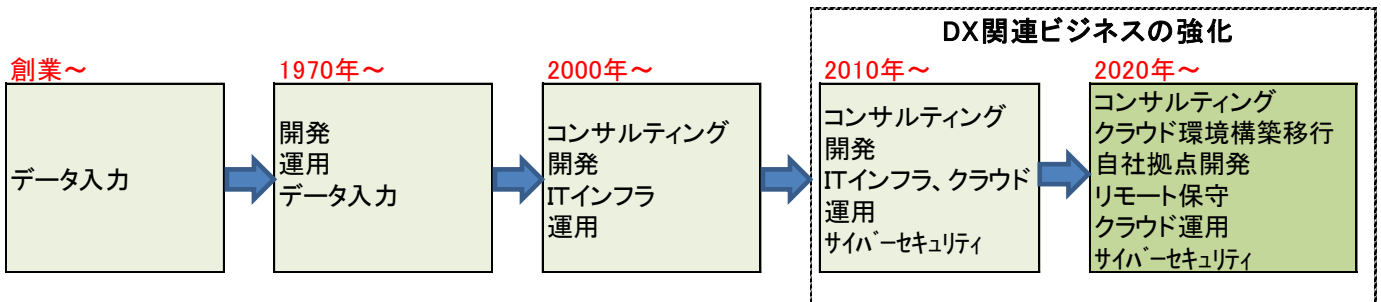 DX関連ビジネスの強化
創業～
データ入力
1970年～
開発
運用
データ入力
2000年～
コンサルティング
開発
ITインフラ
運用
2010年～
コンサルティング
開発
ITインフラ、クラウド
運用
ｻｲﾊﾞｰｾｷｭﾘﾃｨ
2020年～
コンサルティング
クラウド環境構築移行
自社拠点開発
リモート保守
クラウド運用
ｻｲﾊﾞｰｾｷｭﾘﾃｨ